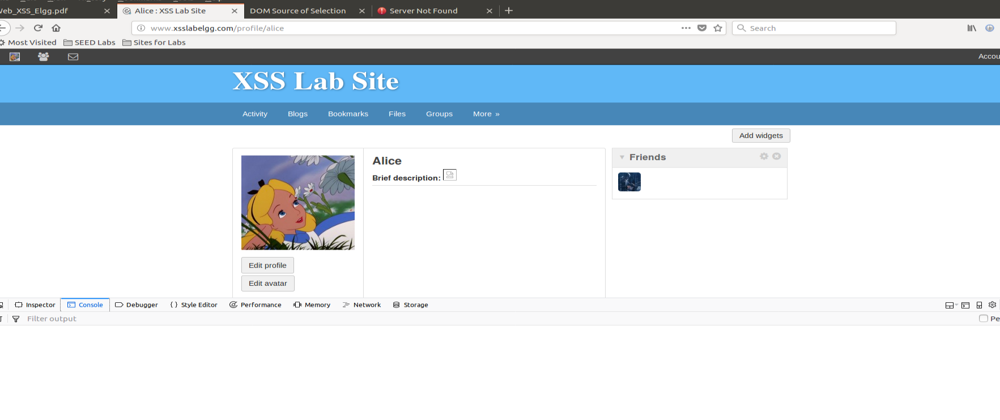 Web_XSS_Elgg.pdf Alice : XSS Lab Site DOM Source of Selection Server Not Found
www.xsslabelgg.com/profile/alice Search
Most Visited SEED Labs Sites for Labs
Accou
XSS Lab Site
Activity Blogs Bookmarks Files Groups More »
Add widgets
Alice
Brief description:
Friends
Edit profile
Edit avatar
Inspector Console Debugger Style Editor Performance Memory Network Storage
Filter output Pe